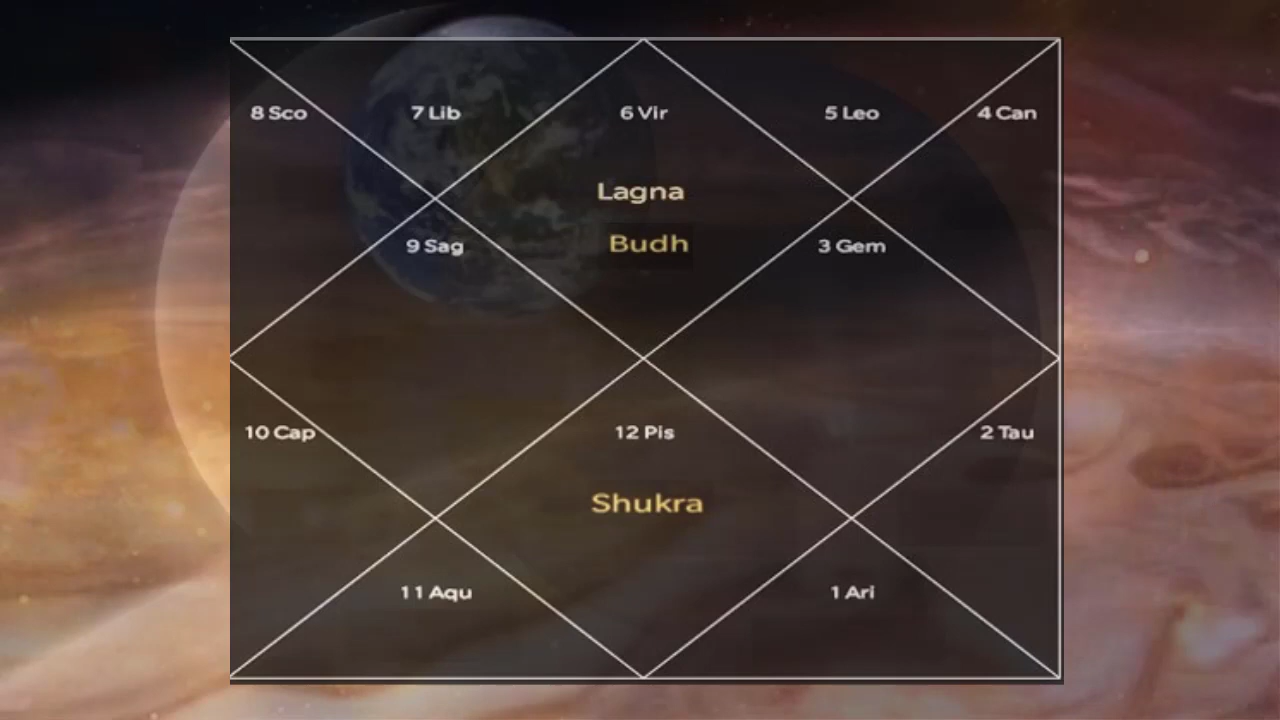 8 Sco
7 Lib
6 Vir
5 Leo
4 Can
Lagna
Budh
9 Sag
3 Gem
10 Cap
12 Pis
2 Tau
Shukra
11 Aqu
1 Ari